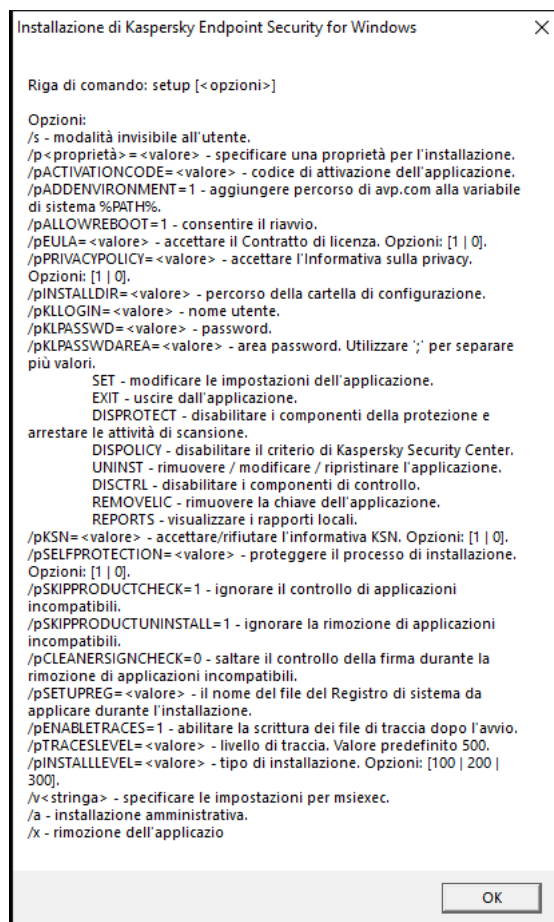 Installazione di Kaspersky Endpoint Security for Windows
Riga di comando: setup [<opzioni>]
Opzioni:
/s - modalità invisibile all'utente.
/p<proprietà>=<valore> - specificare una proprietà per l'installazione.
/pACTIVATIONCODE=<valore> - codice di attivazione dell'applicazione.
/pADDENVIRONMENT=1 - aggiungere percorso di avp.com alla variabile
di sistema %PATH%.
/pALLOWREBOOT=1 - consentire il riavvio.
/pEULA=<valore> - accettare il Contratto di licenza. Opzioni: [1 | 0].
/pPRIVACYPOLICY=<valore> - accettare l'Informativa sulla privacy.
Opzioni: [1 | 0].
/pINSTALLDIR=<valore> - percorso della cartella di configurazione.
/pKLLOGIN=<valore> - nome utente.
/pKLPASSWD=<valore> - password.
/pKLPASSWDAREA=<valore> - area password. Utilizzare ';' per separare
più valori.
SET - modificare le impostazioni dell'applicazione.
EXIT - uscire dall'applicazione.
DISPROTECT - disabilitare i componenti della protezione e
arrestare le attività di scansione.
DISPOLICY - disabilitare il criterio di Kaspersky Security Center.
UNINST - rimuovere / modificare / ripristinare l'applicazione.
DISCTRL - disabilitare i componenti di controllo.
REMOVELIC - rimuovere la chiave dell'applicazione.
REPORTS - visualizzare i rapporti locali.
/pKSN=<valore> - accettare/rifiutare l'informativa KSN. Opzioni: [1 | 0].
/pSELFPROTECTION=<valore> - proteggere il processo di installazione.
Opzioni: [1 | 0].
/pSKIPPRODUCTCHECK=1 - ignorare il controllo di applicazioni
incompatibili.
/pSKIPPRODUCTUNINSTALL=1 - ignorare la rimozione di applicazioni
incompatibili.
/pCLEANERSIGNCHECK=0 - saltare il controllo della firma durante la
rimozione di applicazioni incompatibili.
/pSETUPREG=<valore> - il nome del file del Registro di sistema da
applicare durante l'installazione.
/pENABLETRACES=1 - abilitare la scrittura dei file di traccia dopo l'avvio.
/pTRACESLEVEL=<valore> - livello di traccia. Valore predefinito 500.
/pINSTALLLEVEL=<valore> - tipo di installazione. Opzioni: [100 | 200 |
300].
/v<stringa> - specificare le impostazioni per msiexec.
/a - installazione amministrativa.
/x - rimozione dell'applicazio
OK